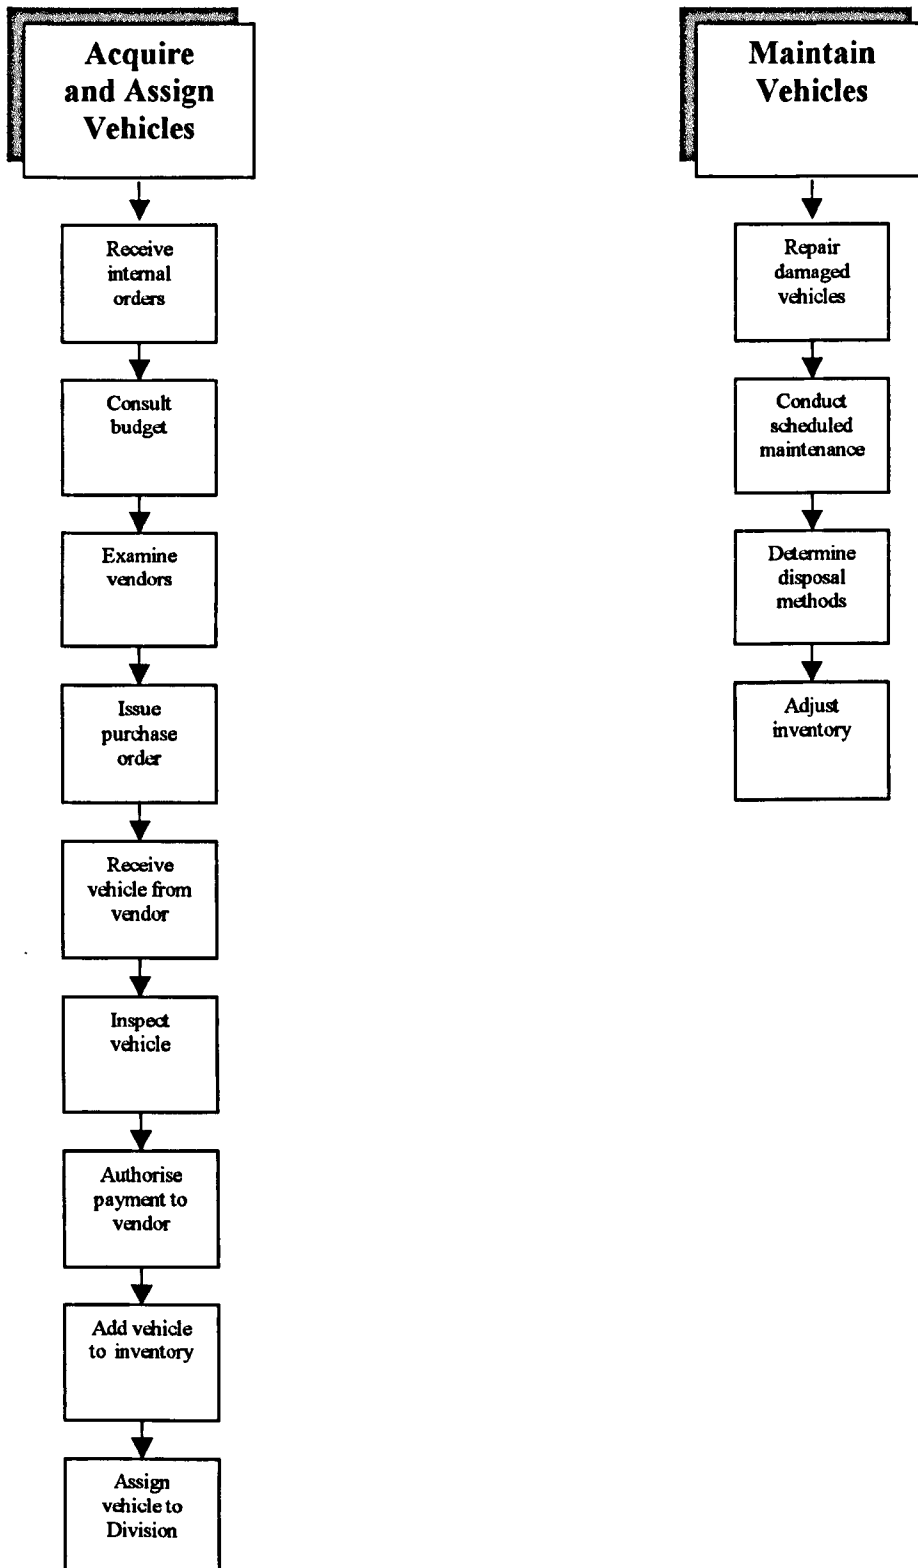 Acquire
and Assign
Vehicles
Receive
internal
orders
Consult
budget
Examine
vendors
Issue
purchase
order
Receive
vehicle from
vendor
Inspect
vehicle
Authorise
payment to
vendor
Add vehicle
to inventory
Assign
vehicle to
Division
Maintain
Vehicles
Repair
damaged
vehicles
Conduct
scheduled
maintenance
Determine
disposal
methods
Adjust
inventory